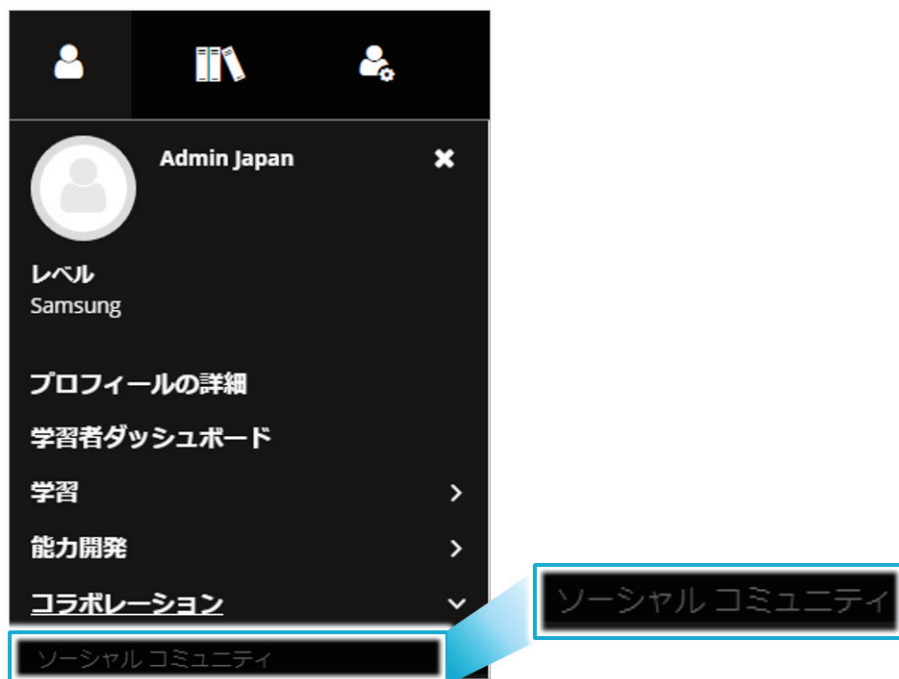 Admin Japan
レベル
Samsung
プロフィールの詳細
学習者ダッシュボード
学習
能力開発
コラボレーション
ソーシャル コミュニティ
ソーシャル コミュニティ